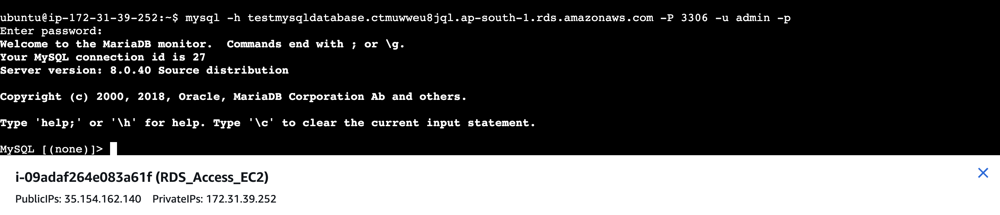 ubuntu@ip-172-31-39-252:~$ mysql -h testmysqldatabase.ctmuwweu8jql.ap-south-1.rds.amazonaws.com -P 3306 -u admin -p
Enter password:
Welcome to the MariaDB monitor.  Commands end with ; or \g.
Your MySQL connection id is 27
Server version: 8.0.40 Source distribution
Copyright (c) 2000, 2018, Oracle, MariaDB Corporation Ab and others.
Type 'help;' or '\h' for help. Type '\c' to clear the current input statement.
MySQL [(none)]>
i-09adaf264e083a61f (RDS_Access_EC2)
PublicIPs: 35.154.162.140    PrivateIPs: 172.31.39.252